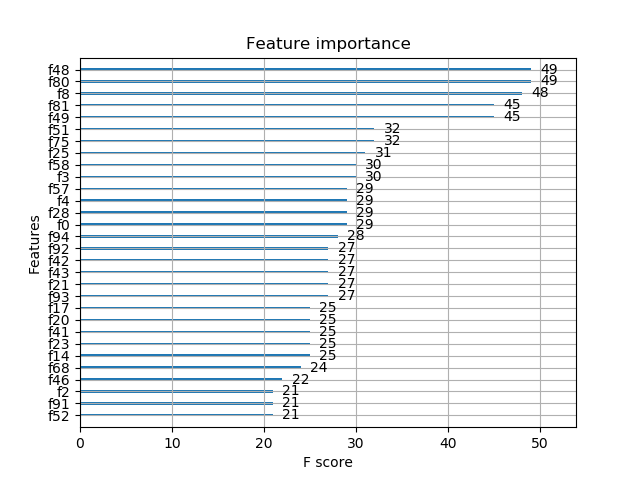 Feature importance
f48 49
f80 49
f8 48
f81 45
f49 45
f51 32
f75 32
f25 31
f58 30
f3 30
f57 29
f4 29
f28 29
f0 29
f94 28
f92 27
f42 27
f43 27
f21 27
f93 27
f17 25
f20 25
f41 25
f23 25
f14 25
f68 24
f46 22
f2 21
f91 21
f52 21
Features
0 10 20 30 40 50
F score